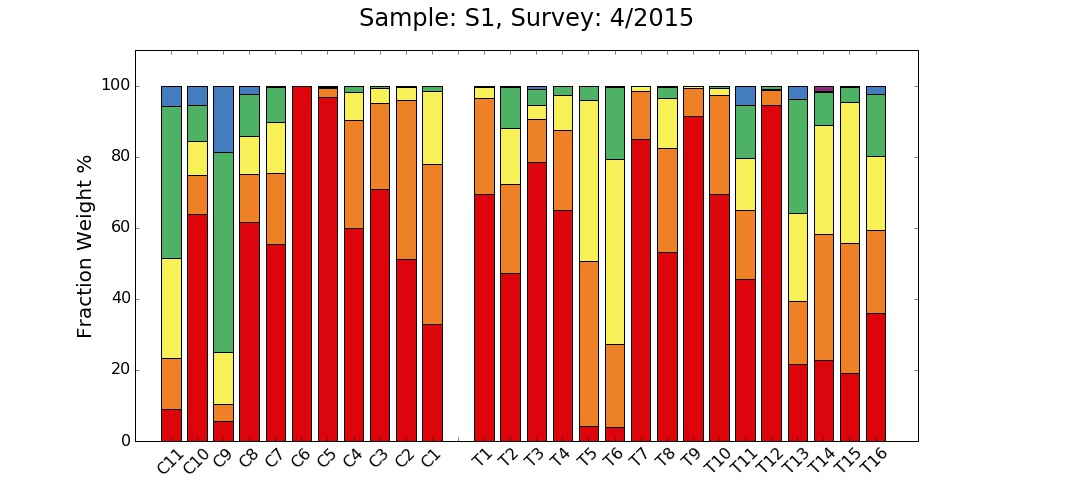 Sample: S1, Survey: 4/2015
Fraction Weight %
100
80
60
40
20
0
C11 C10 C9 C8 C7 C6 C5 C4 C3 C2 C1 T1 T2 T3 T4 T5 T6 T7 T8 T9 T10 T11 T12 T13 T14 T15 T16